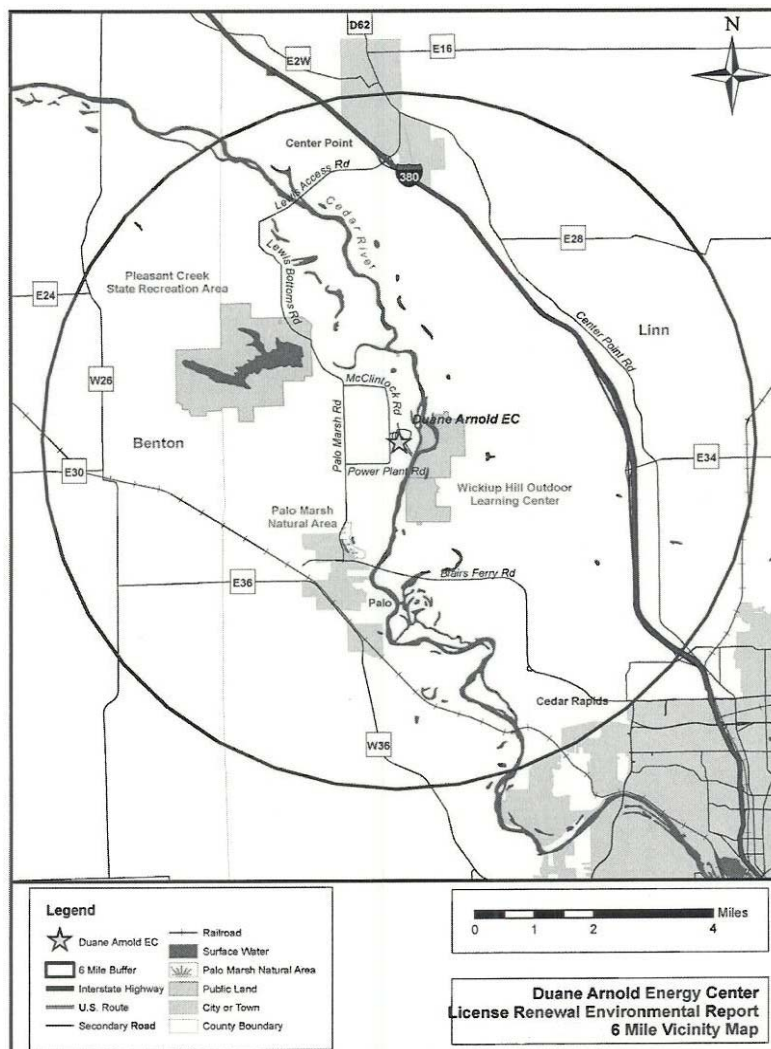 N
D62
E16
E2W
Center Point
Lewis Access Rd
380
Cedar River
E28
Lewis Bottoms Rd
Pleasant Creek
State Recreation Area
E24
Linn
Center Point Rd
W26
McClintock Rd
Palo Marsh Rd
Duane Arnold EC
Benton
E30
E34
Power Plant Rd
Wickiup Hill Outdoor
Learning Center
Palo Marsh
Natural Area
Blairs Ferry Rd
E36
Palo
Cedar Rapids
W36
Legend
Duane Arnold EC
6 Mile Buffer
Interstate Highway
U.S. Route
Secondary Road
Railroad
Surface Water
Palo Marsh Natural Area
Public Land
City or Town
County Boundary
Miles
0 1 2 4
Duane Arnold Energy Center
License Renewal Environmental Report
6 Mile Vicinity Map